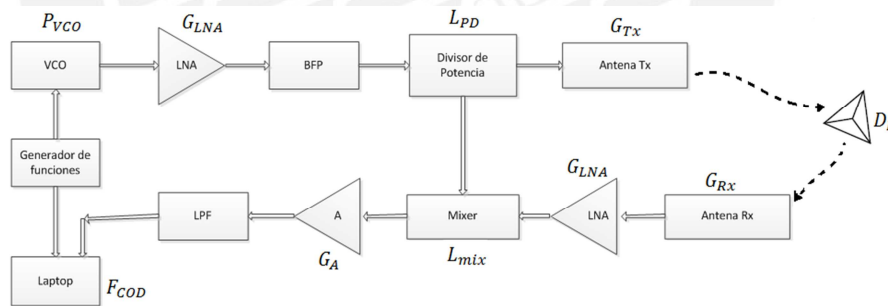 P_VCO
G_LNA
L_PD
G_Tx
VCO
LNA
BFP
Divisor de
Potencia
Antena Tx
Generador de
funciones
G_LNA
G_Rx
LPF
A
Mixer
LNA
Antena Rx
G_A
L_mix
Laptop
F_COD